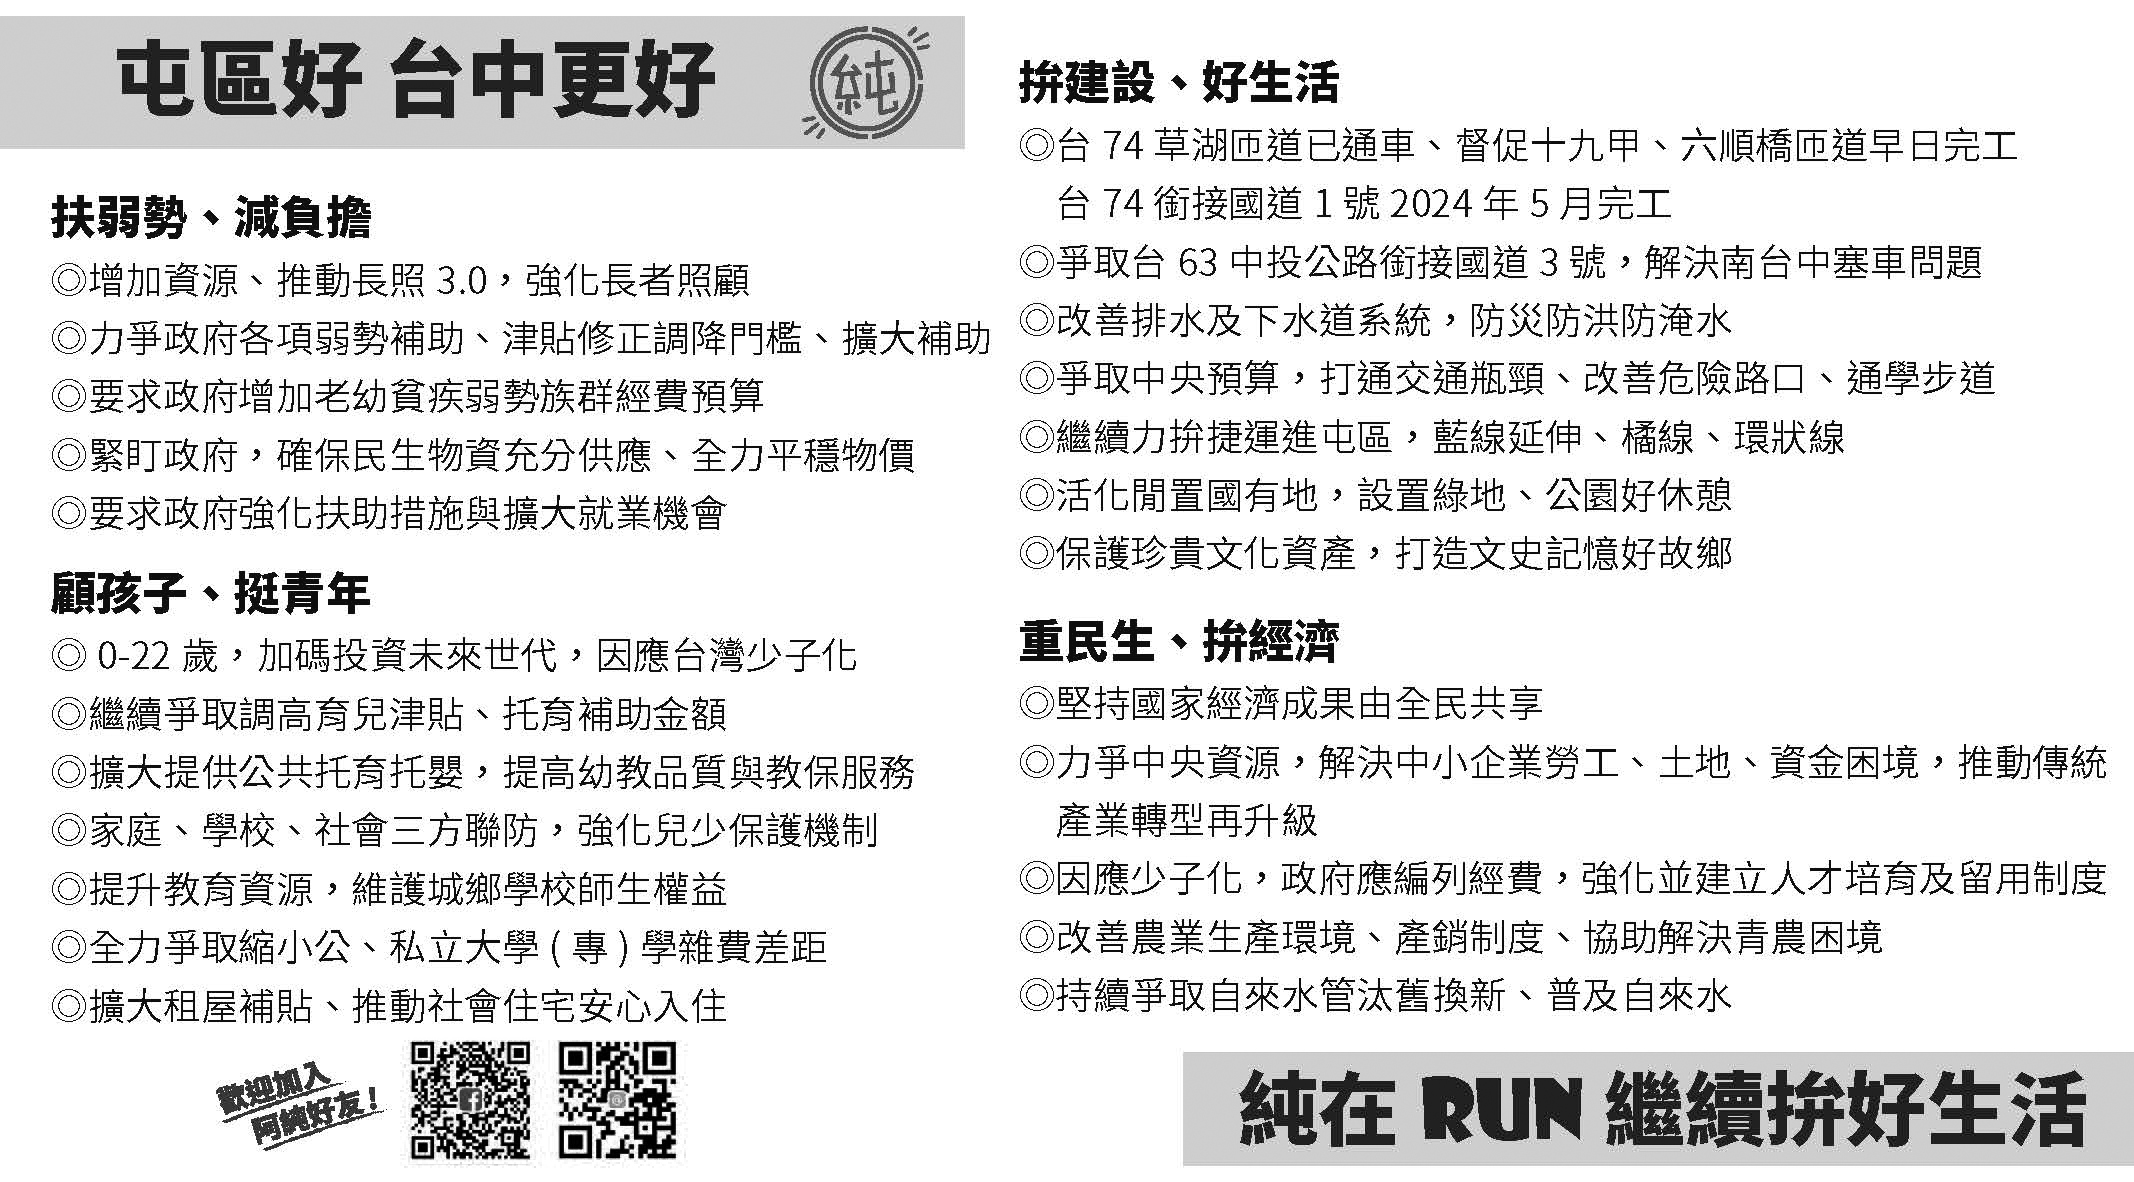 屯區好 台中更好
純
扶弱勢、減負擔
◎增加資源、推動長照 3.0，強化長者照顧
◎力爭政府各項弱勢補助、津貼修正調降門檻、擴大補助
◎要求政府增加老幼貧疾弱勢族群經費預算
◎緊盯政府，確保民生物資充分供應、全力平穩物價
◎要求政府強化扶助措施與擴大就業機會
顧孩子、挺青年
◎ 0-22 歲，加碼投資未來世代，因應台灣少子化
◎繼續爭取調高育兒津貼、托育補助金額
◎擴大提供公共托育托嬰，提高幼教品質與教保服務
◎家庭、學校、社會三方聯防，強化兒少保護機制
◎提升教育資源，維護城鄉學校師生權益
◎全力爭取縮小公、私立大學 ( 專 ) 學雜費差距
◎擴大租屋補貼、推動社會住宅安心入住
歡迎加入
阿純好友！
拚建設、好生活
◎台 74 草湖匝道已通車、督促十九甲、六順橋匝道早日完工
台 74 銜接國道 1 號 2024 年 5 月完工
◎爭取台 63 中投公路銜接國道 3 號，解決南台中塞車問題
◎改善排水及下水道系統，防災防洪防淹水
◎爭取中央預算，打通交通瓶頸、改善危險路口、通學步道
◎繼續力拚捷運進屯區，藍線延伸、橘線、環狀線
◎活化閒置國有地，設置綠地、公園好休憩
◎保護珍貴文化資產，打造文史記憶好故鄉
重民生、拚經濟
◎堅持國家經濟成果由全民共享
◎力爭中央資源，解決中小企業勞工、土地、資金困境，推動傳統
產業轉型再升級
◎因應少子化，政府應編列經費，強化並建立人才培育及留用制度
◎改善農業生產環境、產銷制度、協助解決青農困境
◎持續爭取自來水管汰舊換新、普及自來水
純在 RUN 繼續拚好生活